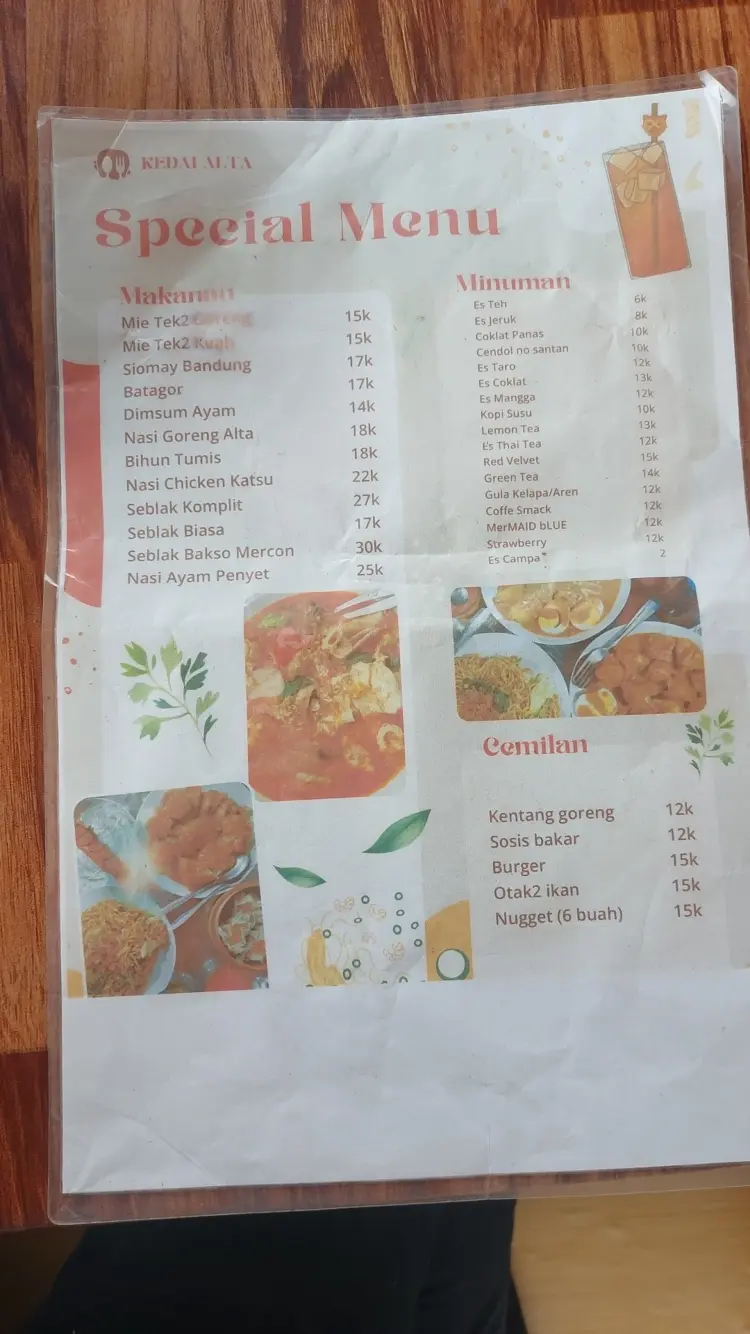 KEDAI ALTA
Special Menu
Makanan
Mie Tek2 Goreng 15k
Mie Tek2 Kuah 15k
Siomay Bandung 17k
Batagor 17k
Dimsum Ayam 14k
Nasi Goreng Alta 18k
Bihun Tumis 18k
Nasi Chicken Katsu 22k
Seblak Komplit 27k
Seblak Biasa 17k
Seblak Bakso Mercon 30k
Nasi Ayam Penyet 25k
Minuman
Es Teh 6k
Es Jeruk 8k
Coklat Panas 10k
Cendol no santan 10k
Es Taro 12k
Es Coklat 13k
Es Mangga 12k
Kopi Susu 10k
Lemon Tea 13k
Es Thai Tea 12k
Red Velvet 15k
Green Tea 14k
Gula Kelapa/Aren 12k
Coffe Smack 12k
MerMAID bLUE 12k
Strawberry 12k
Es
Cemilan
Kentang goreng 12k
Sosis bakar 12k
Burger 15k
Otak2 ikan 15k
Nugget (6 buah) 15k